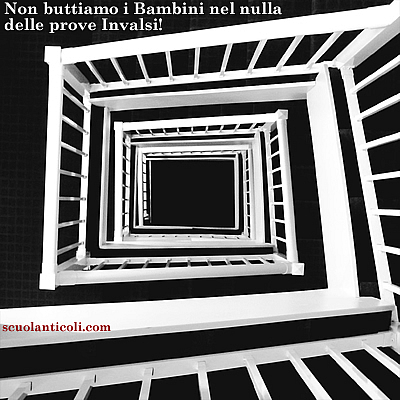 Non buttiamo i Bambini nel nulla
delle prove Invalsi!
scuolanticoli.com